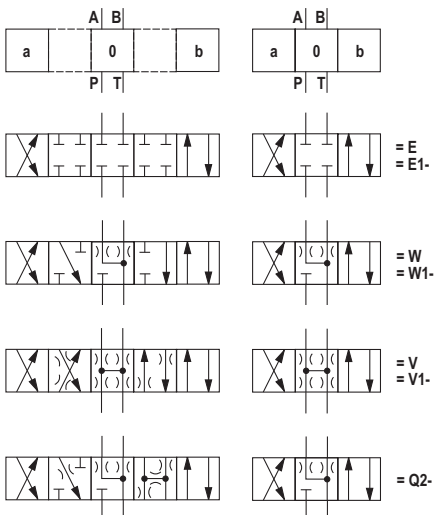 A B
A B
a 0 b
a 0 b
P T
P T
= E
= E1-
= W
= W1-
= V
= V1-
= Q2-